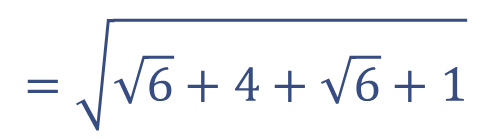 = √(√6 + 4 + √6 + 1)